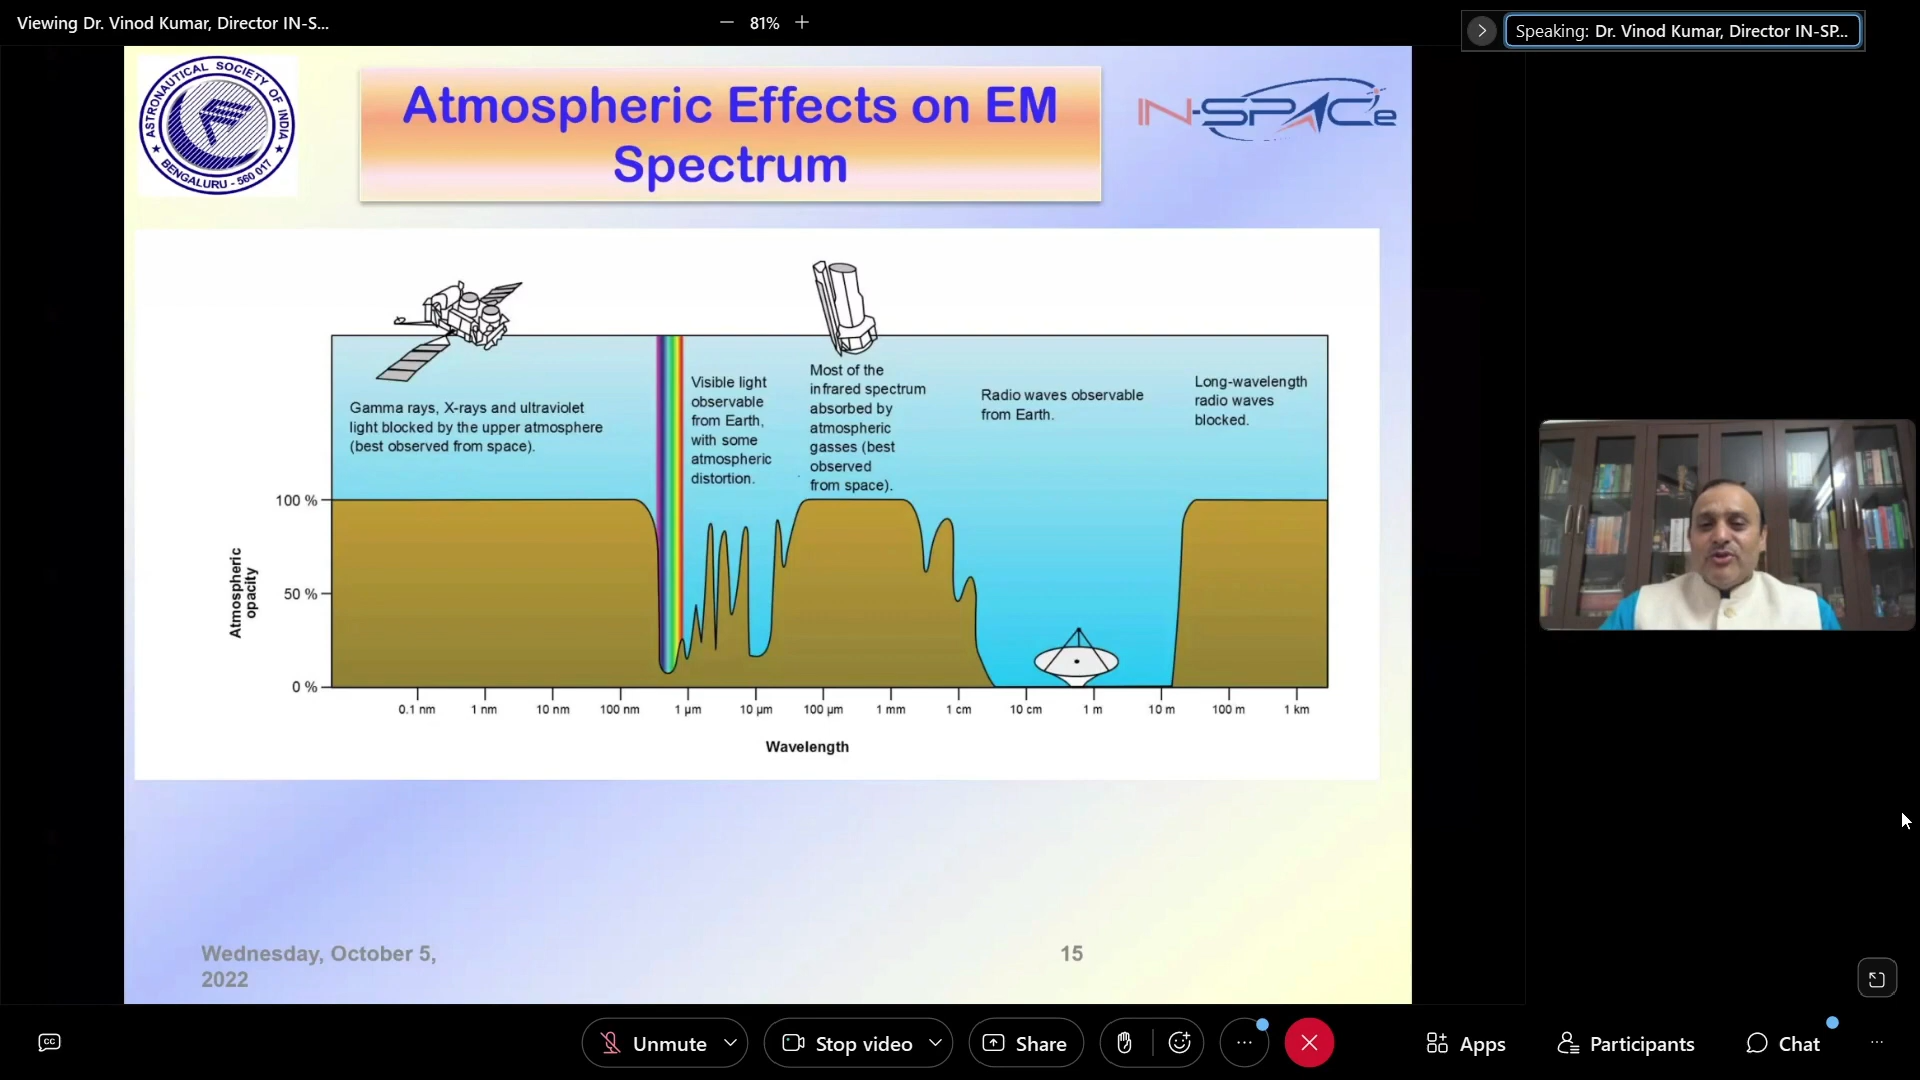 Viewing Dr. Vinod Kumar, Director IN-S...
81%
Speaking: Dr. Vinod Kumar, Director IN-SP...
ASTRONAUTICAL SOCIETY OF INDIA
BENGALURU - 560 017
Atmospheric Effects on EM
Spectrum
IN-SPACe
Gamma rays, X-rays and ultraviolet
light blocked by the upper atmosphere
(best observed from space).
Visible light
observable
from Earth,
with some
atmospheric
distortion.
Most of the
infrared spectrum
absorbed by
atmospheric
gasses (best
observed
from space).
Radio waves observable
from Earth.
Long-wavelength
radio waves
blocked.
Atmospheric
opacity
100 %
50 %
0 %
0.1 nm 1 nm 10 nm 100 nm 1 µm 10 µm 100 µm 1 mm 1 cm 10 cm 1 m 10 m 100 m 1 km
Wavelength
Wednesday, October 5,
2022
15
CC
Unmute
Stop video
Share
Apps
Participants
Chat